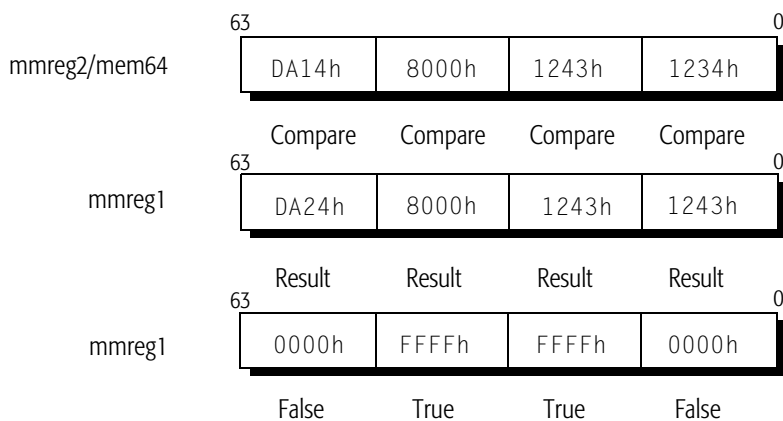 63 0
mmreg2/mem64 DA14h 8000h 1243h 1234h
Compare Compare Compare Compare
63 0
mmreg1 DA24h 8000h 1243h 1243h
Result Result Result Result
63 0
mmreg1 0000h FFFFh FFFFh 0000h
False True True False